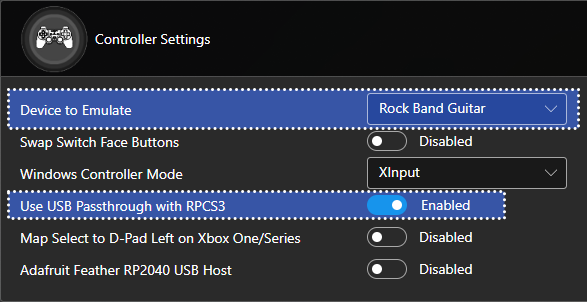 Controller Settings
Device to Emulate Rock Band Guitar
Swap Switch Face Buttons Disabled
Windows Controller Mode XInput
Use USB Passthrough with RPCS3 Enabled
Map Select to D-Pad Left on Xbox One/Series Disabled
Adafruit Feather RP2040 USB Host Disabled